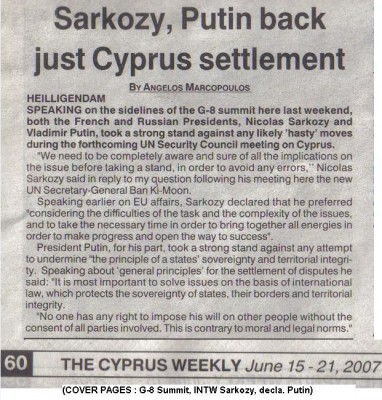 Sarkozy, Putin back
just Cyprus settlement
BY ANGELOS MARCOPOULOS
HEILLIGENDAM
SPEAKING on the sidelines of the G-8 summit here last weekend,
both the French and Russian Presidents, Nicolas Sarkozy and
Vladimir Putin, took a strong stand against any likely 'hasty' moves
during the forthcoming UN Security Council meeting on Cyprus.
"We need to be completely aware and sure of all the implications on
the issue before taking a stand, in order to avoid any errors,'' Nicolas
Sarkozy said in reply to my question following his meeting here the new
UN Secretary-General Ban Ki-Moon.
Speaking earlier on EU affairs, Sarkozy declared that he preferred
"considering the difficulties of the task and the complexity of the issues,
and to take the necessary time in order to bring together all energies in
order to make progress and open the way to success".
President Putin, for his part, took a strong stand against any attempt
to undermine "the principle of a states' sovereignty and territorial integri-
ty. Speaking about 'general principles' for the settlement of disputes he
said: "It is most important to solve issues on the basis of international
law, which protects the sovereignty of states, their borders and territorial
integrity.
"No one has any right to impose his will on other people without the
consent of all parties involved. This is contrary to moral and legal norms."
60 THE CYPRUS WEEKLY June 15 - 21, 2007
(COVER PAGES : G-8 Summit, INTW Sarkozy, decla. Putin)